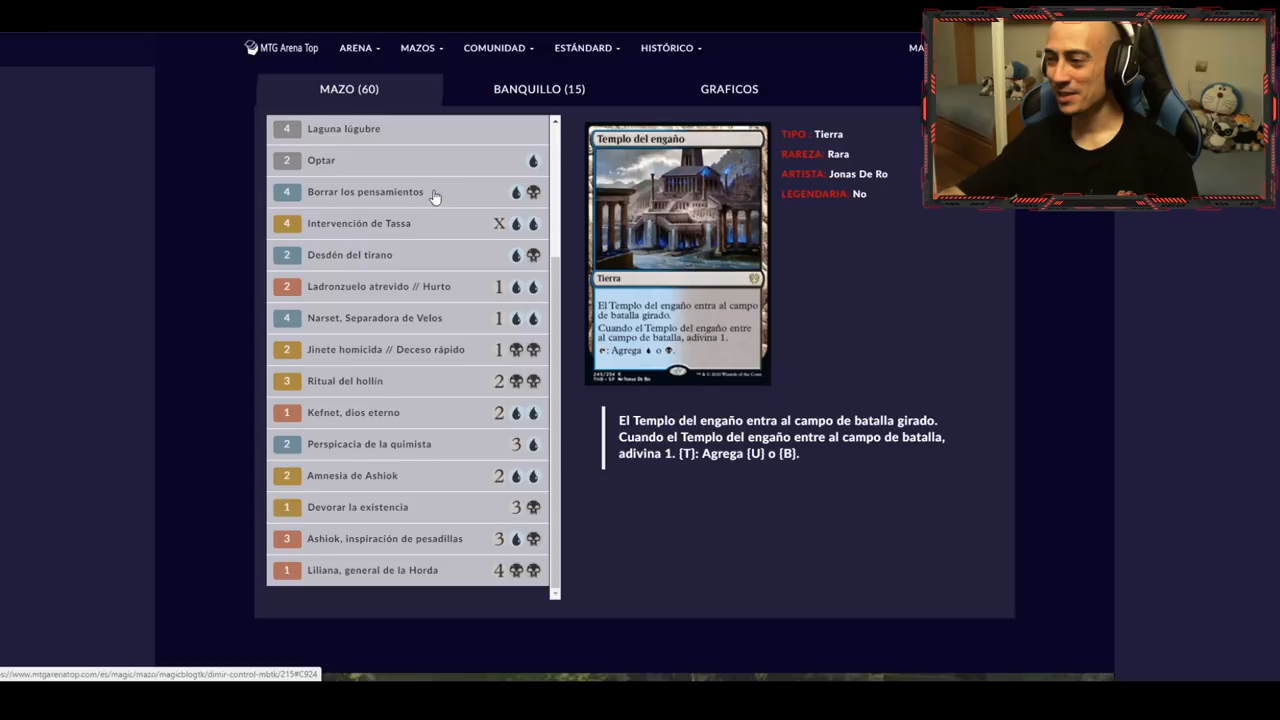 MTG Arena Top
ARENA
MAZOS
COMUNIDAD
ESTÁNDAR
HISTÓRICO
MA
MAZO (60)
BANQUILLO (15)
GRAFICOS
4 Laguna lúgubre
2 Optar
4 Borrar los pensamientos
4 Intervención de Tassa X
2 Desdén del tirano
2 Ladronzuelo atrevido // Hurto 1
4 Narset, Separadora de Velos 1
2 Jinete homicida // Deceso rápido 1
3 Ritual del hollín 2
1 Kefnet, dios eterno 2
2 Perspicacia de la quimista 3
2 Amnesia de Ashiok 2
1 Devorar la existencia 3
3 Ashiok, inspiración de pesadillas 3
1 Liliana, general de la Horda 4
Templo del engaño
Tierra
El Templo del engaño entra al campo
de batalla girado.
Cuando el Templo del engaño entre
al campo de batalla, adivina 1.
: Agrega o .
TIPO : Tierra
RAREZA: Rara
ARTISTA: Jonas De Ro
LEGENDARIA: No
El Templo del engaño entra al campo de batalla girado.
Cuando el Templo del engaño entre al campo de batalla,
adivina 1. {T}: Agrega {U} o {B}.
s://www.mtgarenatop.com/es/magic/mazo/magicblogtk/dimir-control-mbtk/215#C924